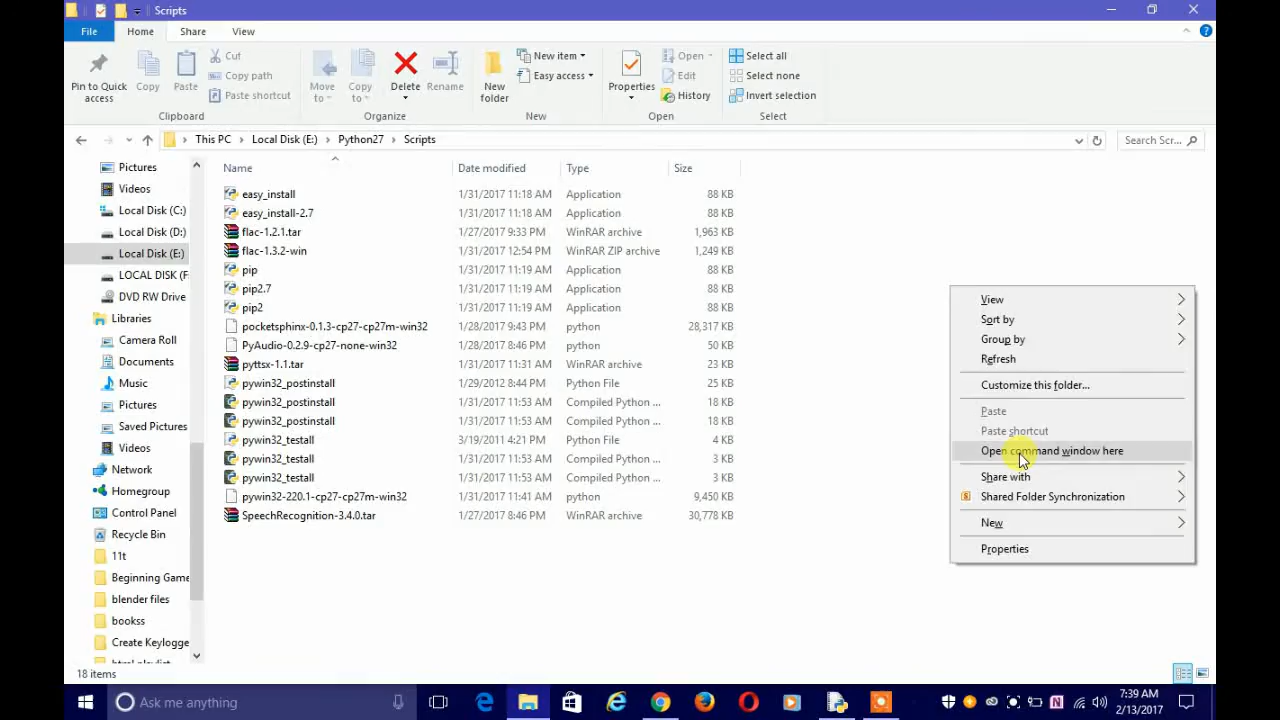 Scripts
File Home Share View
Pin to Quick access
Copy
Paste
Cut
Copy path
Paste shortcut
Clipboard
Move to
Copy to
Delete
Rename
Organize
New folder
New item
Easy access
New
Properties
Open
Edit
History
Open
Select all
Select none
Invert selection
Select
This PC Local Disk (E:) Python27 Scripts
Search Scr...
Pictures
Videos
Local Disk (C:)
Local Disk (D:)
Local Disk (E:)
LOCAL DISK (F
DVD RW Drive
Libraries
Camera Roll
Documents
Music
Pictures
Saved Pictures
Videos
Network
Homegroup
Control Panel
Recycle Bin
11t
Beginning Game
blender files
bookss
Create Keylogge
Name Date modified Type Size
easy_install 1/31/2017 11:18 AM Application 88 KB
easy_install-2.7 1/31/2017 11:18 AM Application 88 KB
flac-1.2.1.tar 1/27/2017 9:33 PM WinRAR archive 1,963 KB
flac-1.3.2-win 1/31/2017 12:54 PM WinRAR ZIP archive 1,249 KB
pip 1/31/2017 11:19 AM Application 88 KB
pip2.7 1/31/2017 11:19 AM Application 88 KB
pip2 1/31/2017 11:19 AM Application 88 KB
pocketsphinx-0.1.3-cp27-cp27m-win32 1/28/2017 9:43 PM python 28,317 KB
PyAudio-0.2.9-cp27-none-win32 1/28/2017 8:46 PM python 50 KB
pyttsx-1.1.tar 1/31/2017 11:23 AM WinRAR archive 23 KB
pywin32_postinstall 1/29/2012 8:44 PM Python File 25 KB
pywin32_postinstall 1/31/2017 11:53 AM Compiled Python ... 18 KB
pywin32_postinstall 1/31/2017 11:53 AM Compiled Python ... 18 KB
pywin32_testall 3/19/2011 4:21 PM Python File 4 KB
pywin32_testall 1/31/2017 11:53 AM Compiled Python ... 3 KB
pywin32_testall 1/31/2017 11:53 AM Compiled Python ... 3 KB
pywin32-220.1-cp27-cp27m-win32 1/31/2017 11:41 AM python 9,450 KB
SpeechRecognition-3.4.0.tar 1/27/2017 8:46 PM WinRAR archive 30,778 KB
View
Sort by
Group by
Refresh
Customize this folder...
Paste
Paste shortcut
Open command window here
Share with
Shared Folder Synchronization
New
Properties
18 items
Ask me anything
7:39 AM
2/13/2017